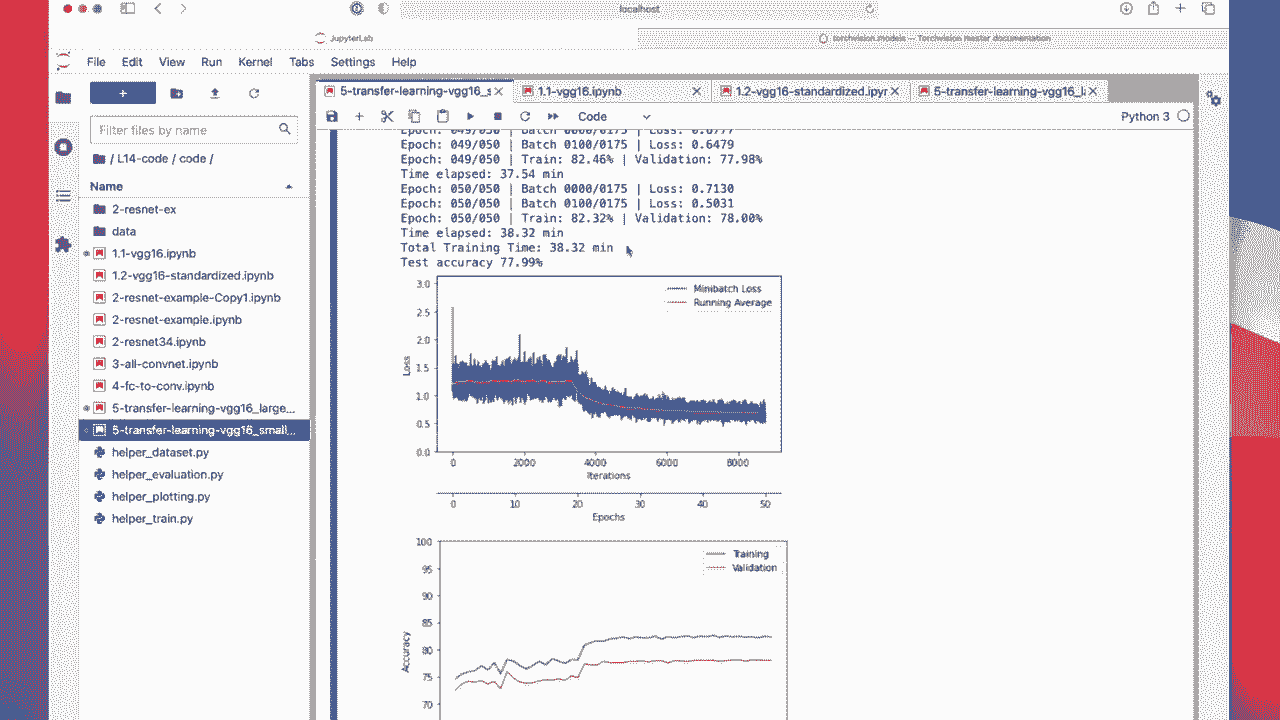 localhost
JupyterLab
torchvision.models — Torchvision master documentation
File Edit View Run Kernel Tabs Settings Help
5-transfer-learning-vgg16_s
1.1-vgg16.ipynb
1.2-vgg16-standardized.ipyr
5-transfer-learning-vgg16_la
Code
Python 3
Filter files by name
/ L14-code / code /
Name
2-resnet-ex
data
1.1-vgg16.ipynb
1.2-vgg16-standardized.ipynb
2-resnet-example-Copy1.ipynb
2-resnet-example.ipynb
2-resnet34.ipynb
3-all-convnet.ipynb
4-fc-to-conv.ipynb
5-transfer-learning-vgg16_large...
5-transfer-learning-vgg16_small...
helper_dataset.py
helper_evaluation.py
helper_plotting.py
helper_train.py
Epoch: 049/050 | Batch 0000/0175 | Loss: 0.6777
Epoch: 049/050 | Batch 0100/0175 | Loss: 0.6479
Epoch: 049/050 | Train: 82.46% | Validation: 77.98%
Time elapsed: 37.54 min
Epoch: 050/050 | Batch 0000/0175 | Loss: 0.7130
Epoch: 050/050 | Batch 0100/0175 | Loss: 0.5031
Epoch: 050/050 | Train: 82.32% | Validation: 78.00%
Time elapsed: 38.32 min
Total Training Time: 38.32 min
Test accuracy 77.99%
Minibatch Loss
Running Average
3.0
2.5
2.0
1.5
1.0
0.5
0.0
Loss
0 2000 4000 6000 8000
Iterations
0 10 20 30 40 50
Epochs
Training
Validation
100
95
90
85
80
75
70
Accuracy